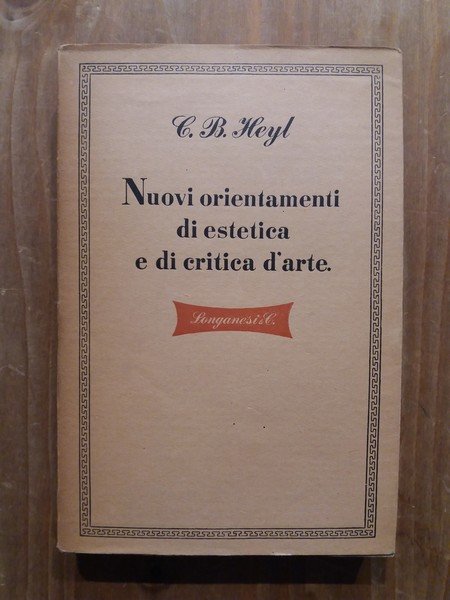 C. B. Heyl
Nuovi orientamenti
di estetica
e di critica d'arte.
Longanesi & C.